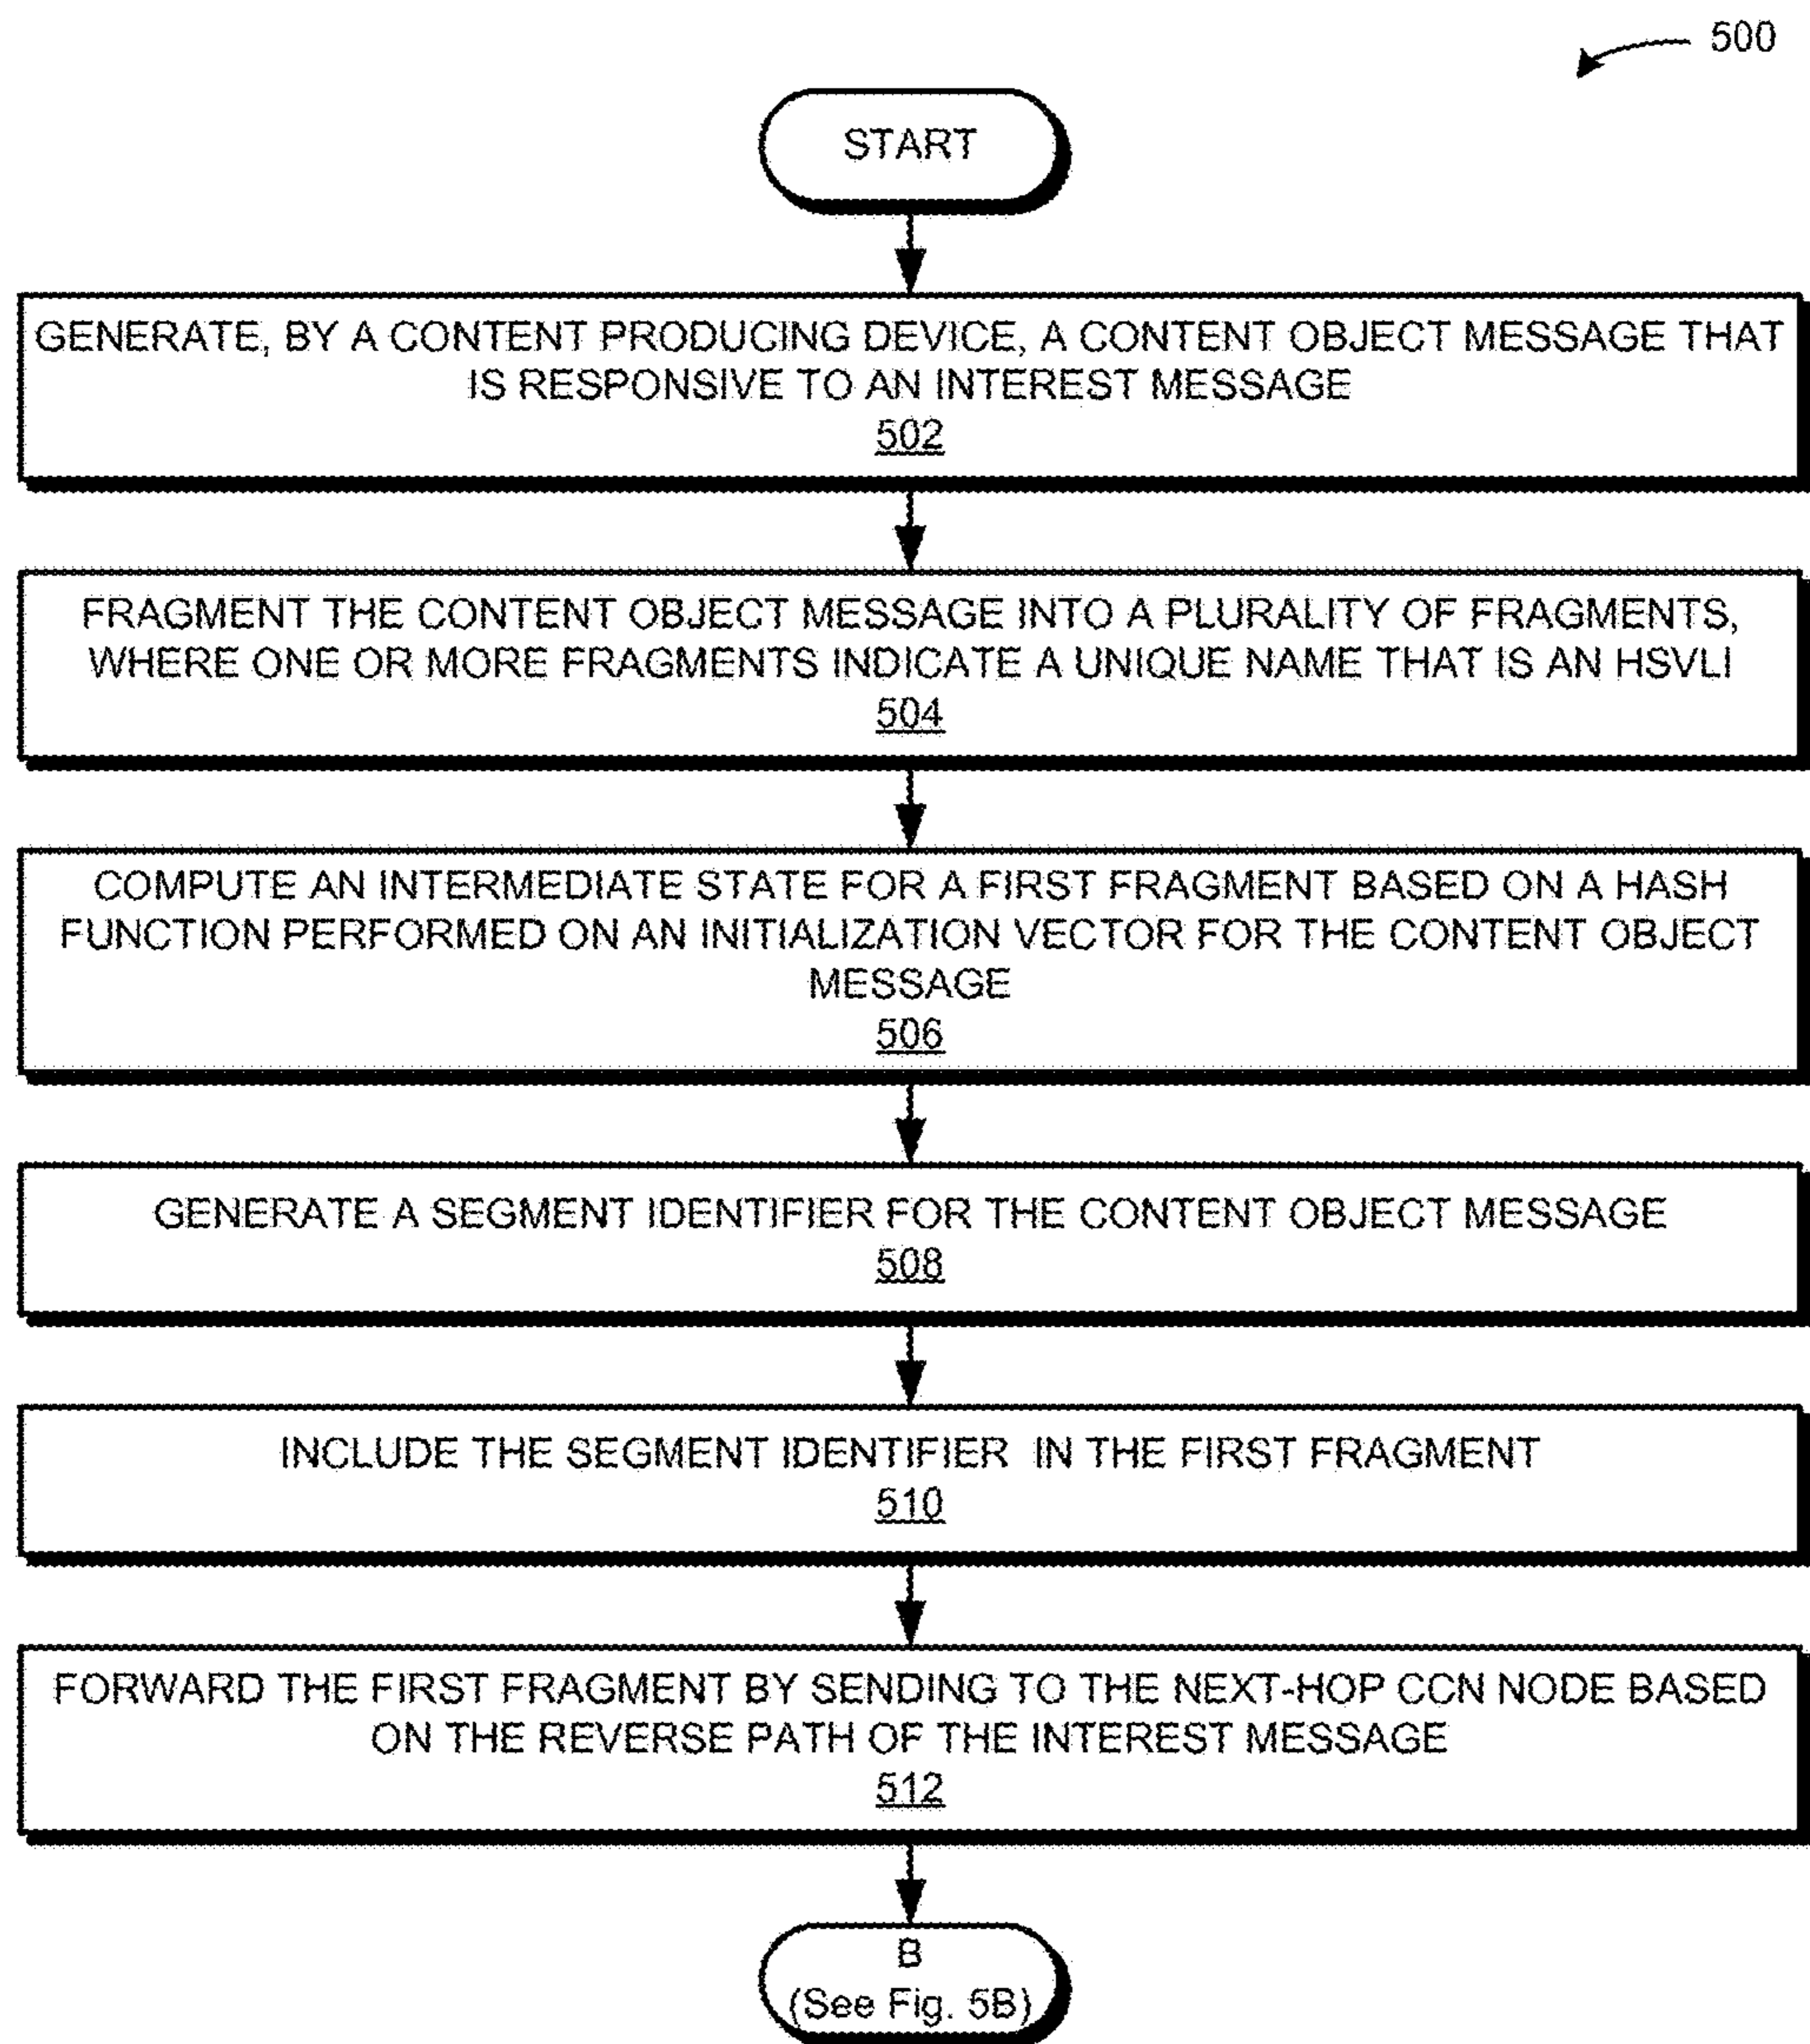 500
START
GENERATE, BY A CONTENT PRODUCING DEVICE, A CONTENT OBJECT MESSAGE THAT
IS RESPONSIVE TO AN INTEREST MESSAGE
502
FRAGMENT THE CONTENT OBJECT MESSAGE INTO A PLURALITY OF FRAGMENTS,
WHERE ONE OR MORE FRAGMENTS INDICATE A UNIQUE NAME THAT IS AN HSVLI
504
COMPUTE AN INTERMEDIATE STATE FOR A FIRST FRAGMENT BASED ON A HASH
FUNCTION PERFORMED ON AN INITIALIZATION VECTOR FOR THE CONTENT OBJECT
MESSAGE
506
GENERATE A SEGMENT IDENTIFIER FOR THE CONTENT OBJECT MESSAGE
508
INCLUDE THE SEGMENT IDENTIFIER IN THE FIRST FRAGMENT
510
FORWARD THE FIRST FRAGMENT BY SENDING TO THE NEXT-HOP CCN NODE BASED
ON THE REVERSE PATH OF THE INTEREST MESSAGE
512
B
(See Fig. 5B)